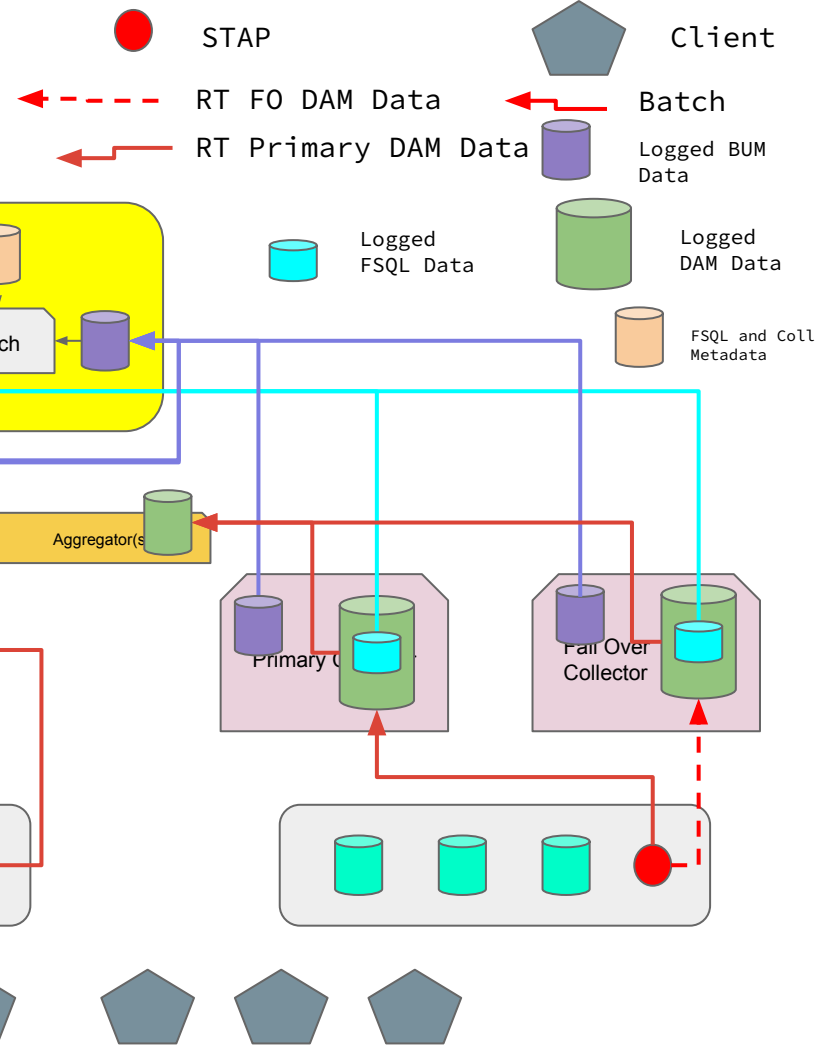 STAP
Client
RT FO DAM Data
Batch
RT Primary DAM Data
Logged BUM
Data
Logged
FSQL Data
Logged
DAM Data
FSQL and Coll
Metadata
ch
Aggregator(s
Primary
Fail Over
Collector